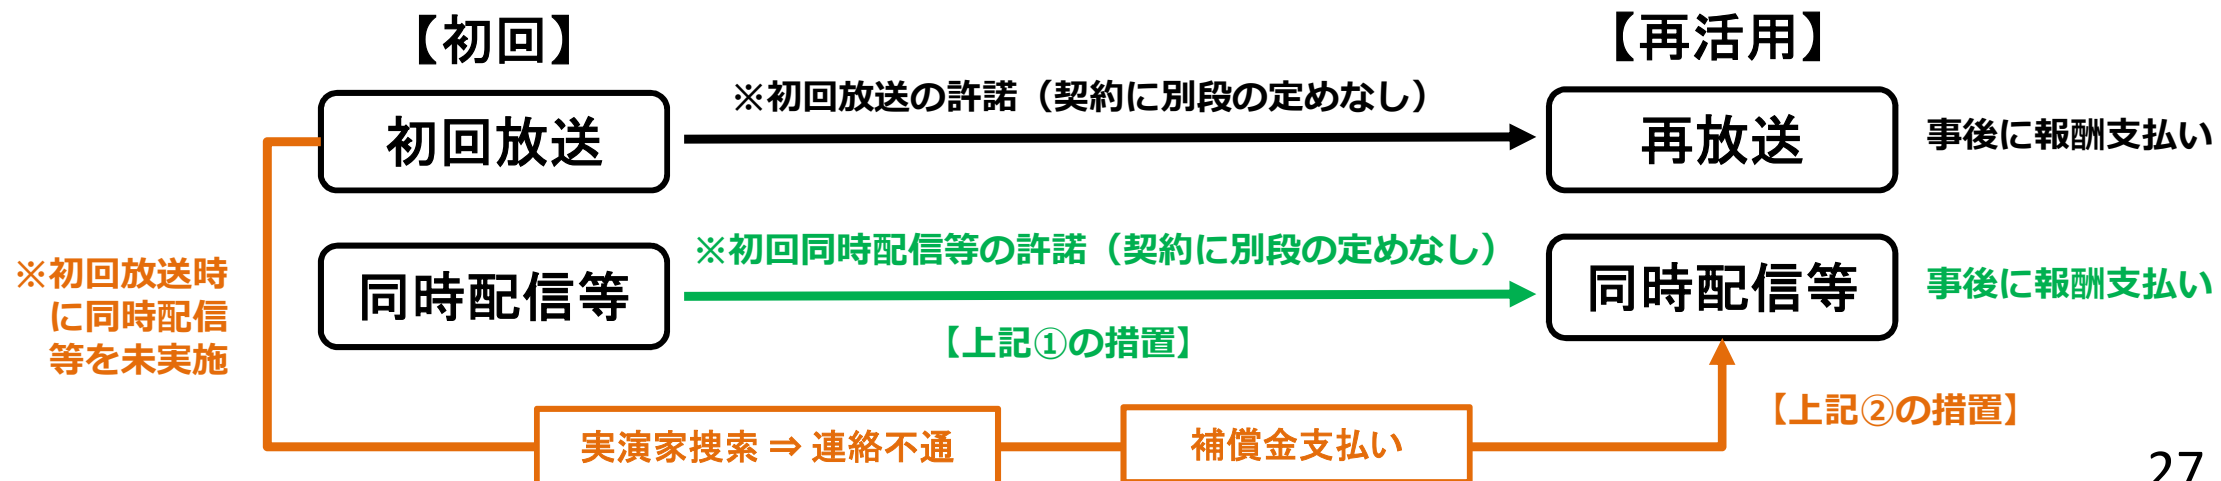 【初回】
【再活用】
※初回放送の許諾（契約に別段の定めなし）
初回放送
再放送
事後に報酬支払い
※初回同時配信等の許諾（契約に別段の定めなし）
同時配信等
同時配信等
事後に報酬支払い
【上記①の措置】
※初回放送時
に同時配信
等を未実施
【上記②の措置】
実演家捜索 ⇒ 連絡不通
補償金支払い
27